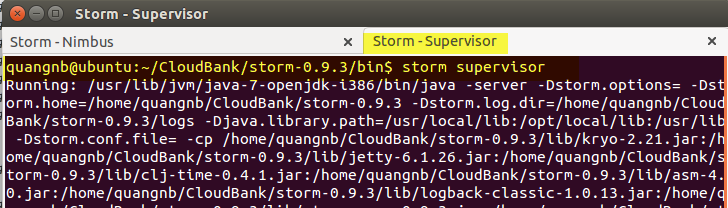 Storm - Supervisor
Storm - Nimbus
Storm - Supervisor
quangnb@ubuntu:~/CloudBank/storm-0.9.3/bin$ storm supervisor
Running: /usr/lib/jvm/java-7-openjdk-i386/bin/java -server -Dstorm.options= -Dst
orm.home=/home/quangnb/CloudBank/storm-0.9.3 -Dstorm.log.dir=/home/quangnb/Cloud
Bank/storm-0.9.3/logs -Djava.library.path=/usr/local/lib:/opt/local/lib:/usr/lib
-Dstorm.conf.file= -cp /home/quangnb/CloudBank/storm-0.9.3/lib/kryo-2.21.jar:/h
ome/quangnb/CloudBank/storm-0.9.3/lib/jetty-6.1.26.jar:/home/quangnb/CloudBank/s
torm-0.9.3/lib/clj-time-0.4.1.jar:/home/quangnb/CloudBank/storm-0.9.3/lib/asm-4.
0.jar:/home/quangnb/CloudBank/storm-0.9.3/lib/logback-classic-1.0.13.jar:/home/q